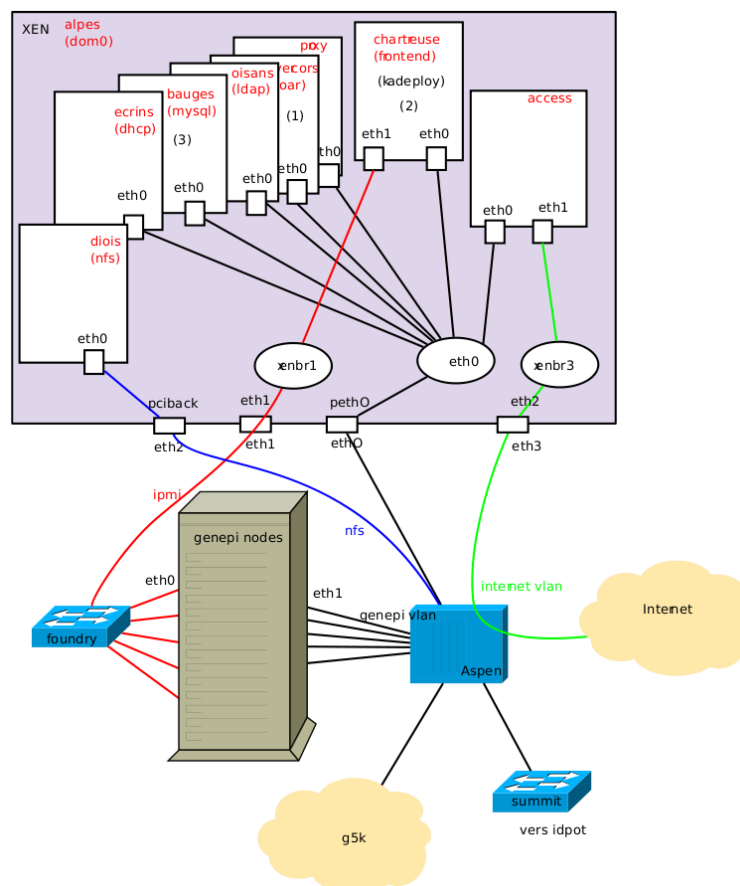 XEN
alpes
(dom0)
proxy
vercors
(oar)
(1)
oisans
(ldap)
bauges
(mysql)
(3)
ecrins
(dhcp)
chartreuse
(frontend)
(kadeploy)
(2)
access
eth1
eth0
eth0
eth0
eth0
eth0
eth0
eth0
eth1
diois
(nfs)
eth0
xenbr1
eth0
xenbr3
pciback
eth1
pethO
eth2
eth2
eth1
ethO
eth3
ipmi
nfs
genepi nodes
eth0
eth1
internet vlan
genepi vlan
Internet
foundry
Aspen
summit
vers idpot
g5k